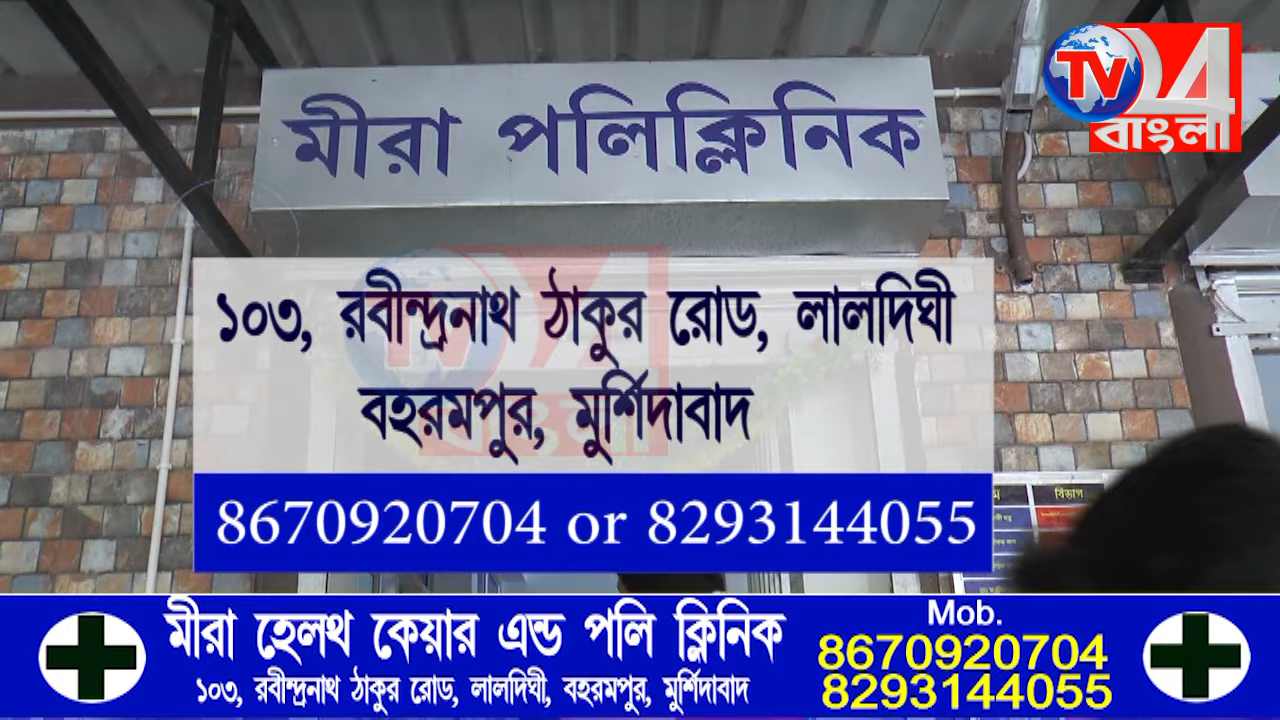 TV 24
বাংলা
মীরা পলিক্লিনিক
১০৩, রবীন্দ্রনাথ ঠাকুর রোড, লালদিঘী
বহরমপুর, মুর্শিদাবাদ
8670920704 or 8293144055
বিভাগ
মীরা হেলথ কেয়ার এন্ড পলি ক্লিনিক
১০৩, রবীন্দ্রনাথ ঠাকুর রোড, লালদিঘী, বহরমপুর, মুর্শিদাবাদ
Mob.
8670920704
8293144055